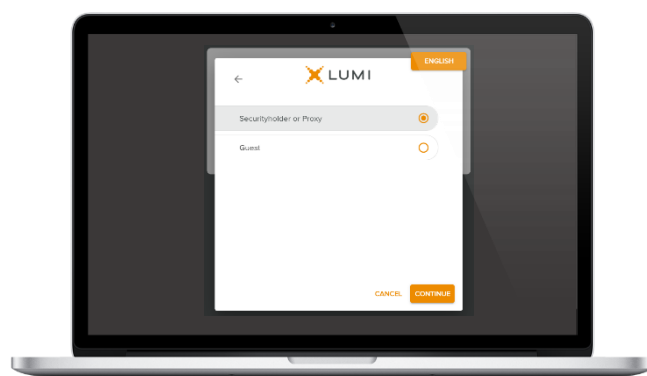 ENGLISH
LUMI
Securityholder or Proxy
Guest
CANCEL
CONTINUE